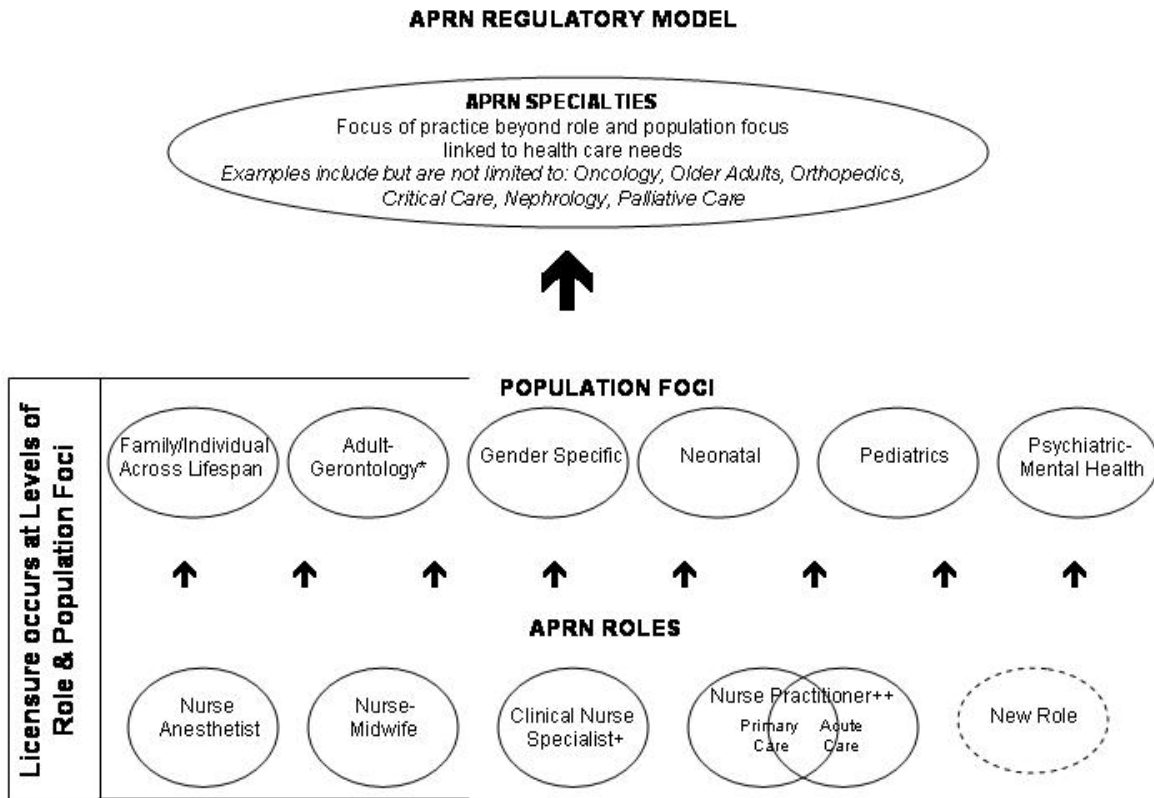 APRN REGULATORY MODEL
APRN SPECIALTIES
Focus of practice beyond role and population focus
linked to health care needs
Examples include but are not limited to: Oncology, Older Adults, Orthopedics,
Critical Care, Nephrology, Palliative Care
Licensure occurs at Levels of
Role & Population Foci
POPULATION FOCI
Family/Individual
Across Lifespan
Adult-
Gerontology*
Gender Specific
Neonatal
Pediatrics
Psychiatric-
Mental Health
APRN ROLES
Nurse
Anesthetist
Nurse-
Midwife
Clinical Nurse
Specialist+
Nurse Practitioner++
Primary
Care
Acute
Care
New Role